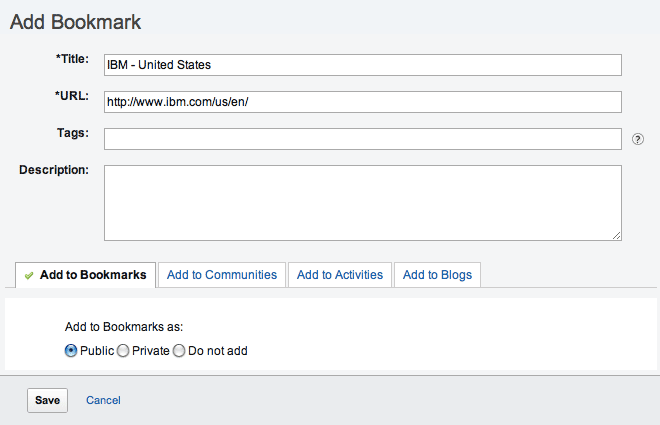 Add Bookmark
*Title: IBM - United States
*URL: http://www.ibm.com/us/en/
Tags: ?
Description:
Add to Bookmarks Add to Communities Add to Activities Add to Blogs
Add to Bookmarks as:
Public Private Do not add
Save Cancel